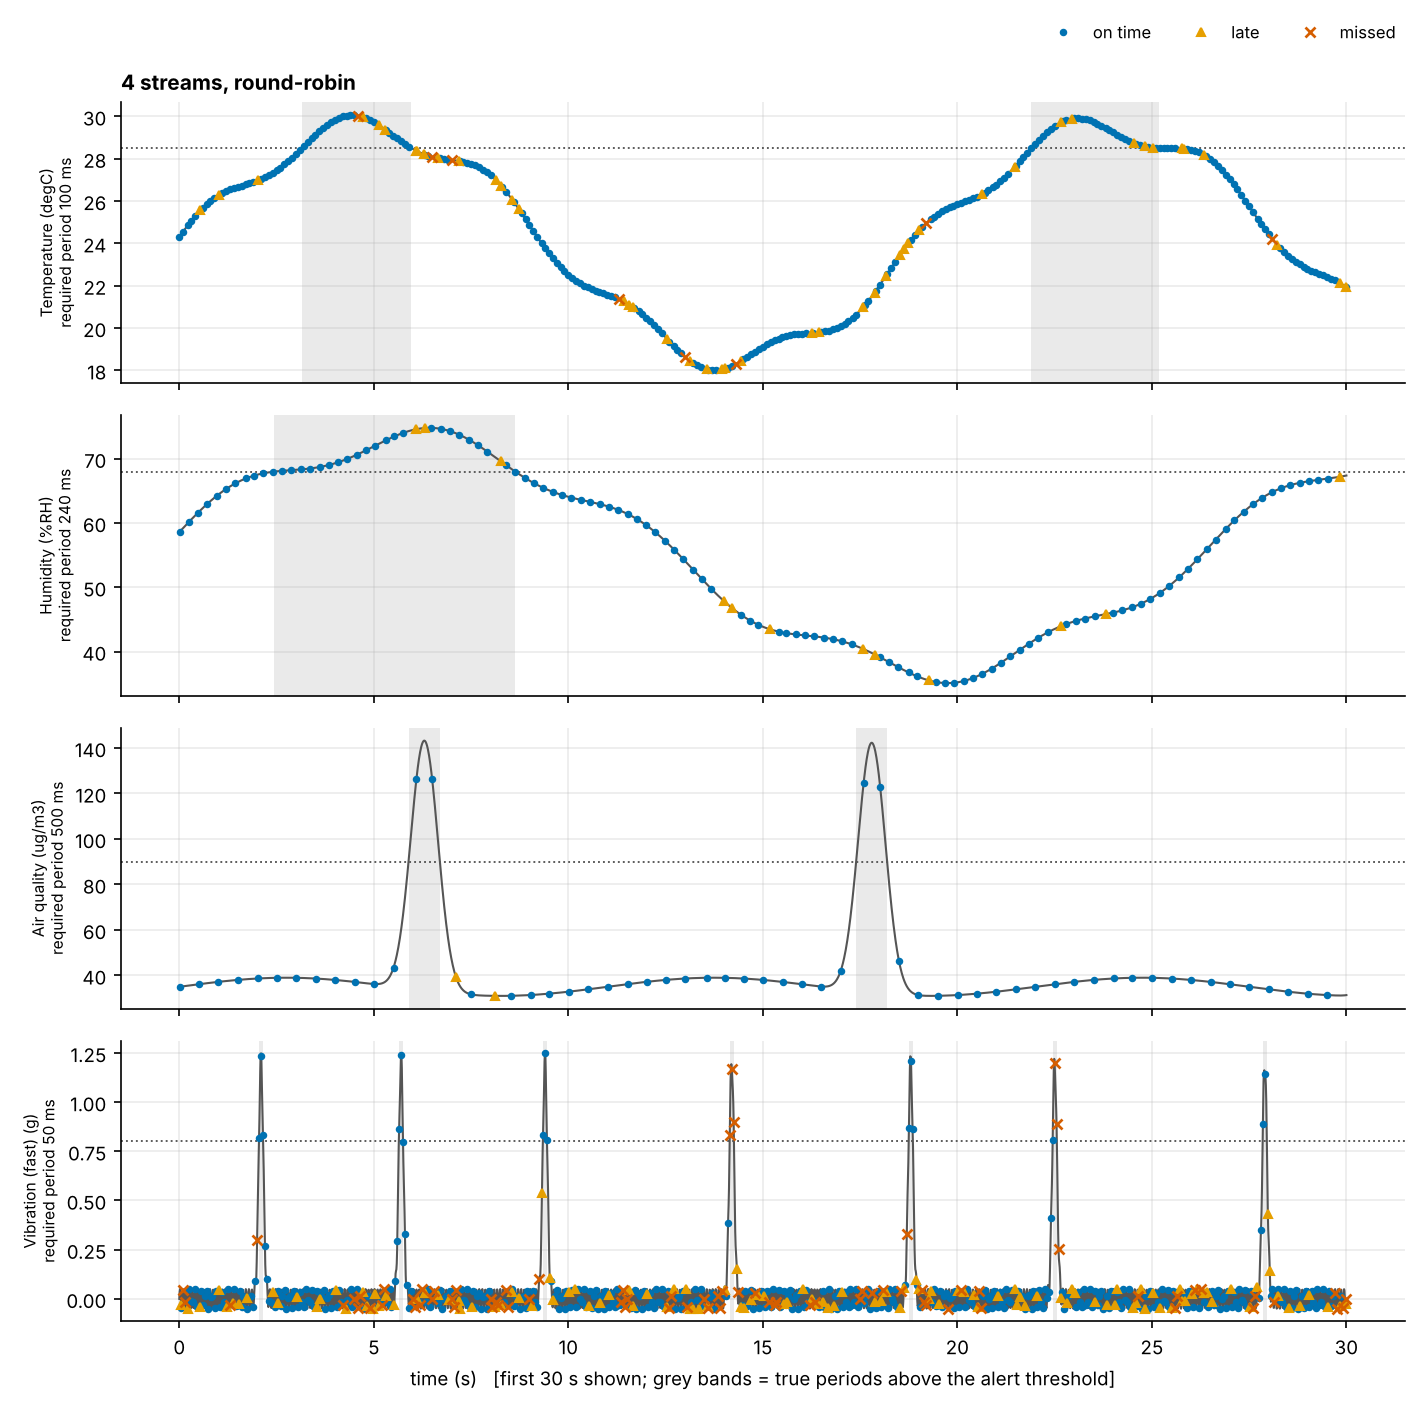 on time
late
missed
4 streams, round-robin
Temperature (degC)
required period 100 ms
30
28
26
24
22
20
18
Humidity (%RH)
required period 240 ms
70
60
50
40
Air quality (ug/m3)
required period 500 ms
140
120
100
80
60
40
Vibration (fast) (g)
required period 50 ms
1.25
1.00
0.75
0.50
0.25
0.00
0 5 10 15 20 25 30
time (s) [first 30 s shown; grey bands = true periods above the alert threshold]